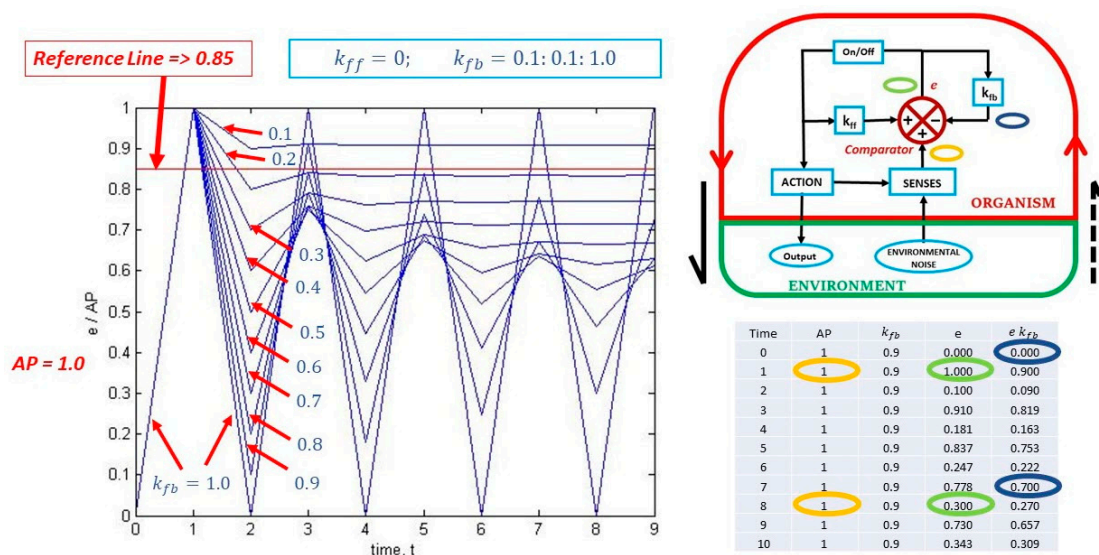 Reference Line => 0.85
k_ff = 0; k_fb = 0.1: 0.1: 1.0
1
0.9
0.8
0.7
0.6
0.5
0.4
0.3
0.2
0.1
0
e / AP
AP = 1.0
0.1
0.2
0.3
0.4
0.5
0.6
0.7
0.8
0.9
k_fb = 1.0
0 1 2 3 4 5 6 7 8 9
time, t
On/Off
e
k_fb
k_ff
+ − +
Comparator
ACTION
SENSES
ORGANISM
Output
ENVIRONMENTAL
NOISE
ENVIRONMENT
Time AP k_fb e e k_fb
0 1 0.9 0.000 0.000
1 1 0.9 1.000 0.900
2 1 0.9 0.100 0.090
3 1 0.9 0.910 0.819
4 1 0.9 0.181 0.163
5 1 0.9 0.837 0.753
6 1 0.9 0.247 0.222
7 1 0.9 0.778 0.700
8 1 0.9 0.300 0.270
9 1 0.9 0.730 0.657
10 1 0.9 0.343 0.309